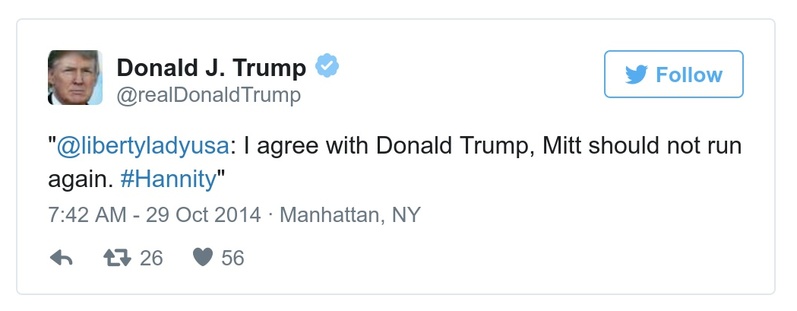 Donald J. Trump
@realDonaldTrump
Follow
"@libertyladyusa: I agree with Donald Trump, Mitt should not run
again. #Hannity"
7:42 AM - 29 Oct 2014 · Manhattan, NY
26 56